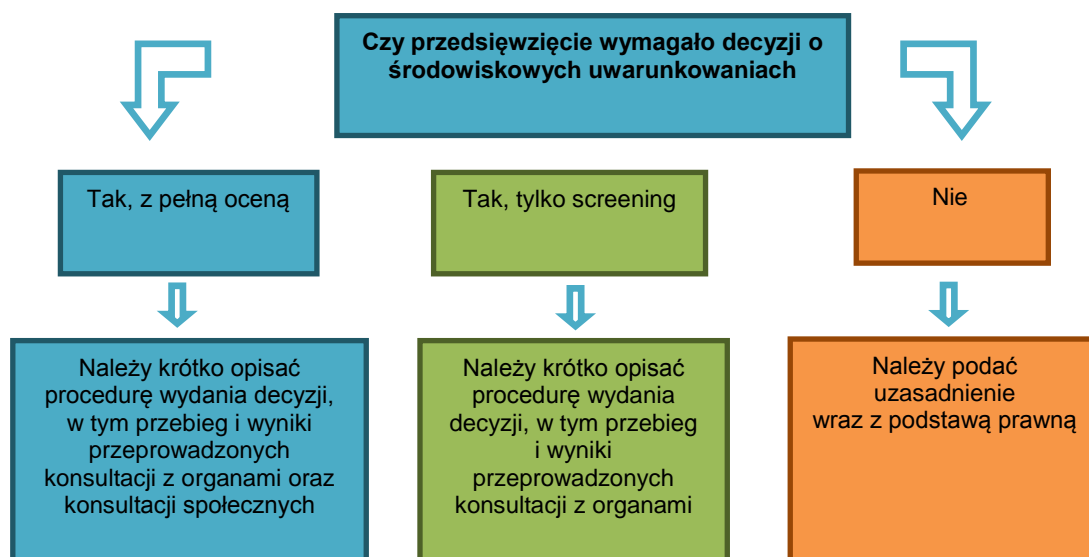 Czy przedsięwzięcie wymagało decyzji o
środowiskowych uwarunkowaniach
Tak, z pełną oceną
Tak, tylko screening
Nie
Należy krótko opisać
procedurę wydania decyzji,
w tym przebieg i wyniki
przeprowadzonych
konsultacji z organami oraz
konsultacji społecznych
Należy krótko opisać
procedurę wydania
decyzji, w tym przebieg
i wyniki
przeprowadzonych
konsultacji z organami
Należy podać
uzasadnienie
wraz z podstawą prawną